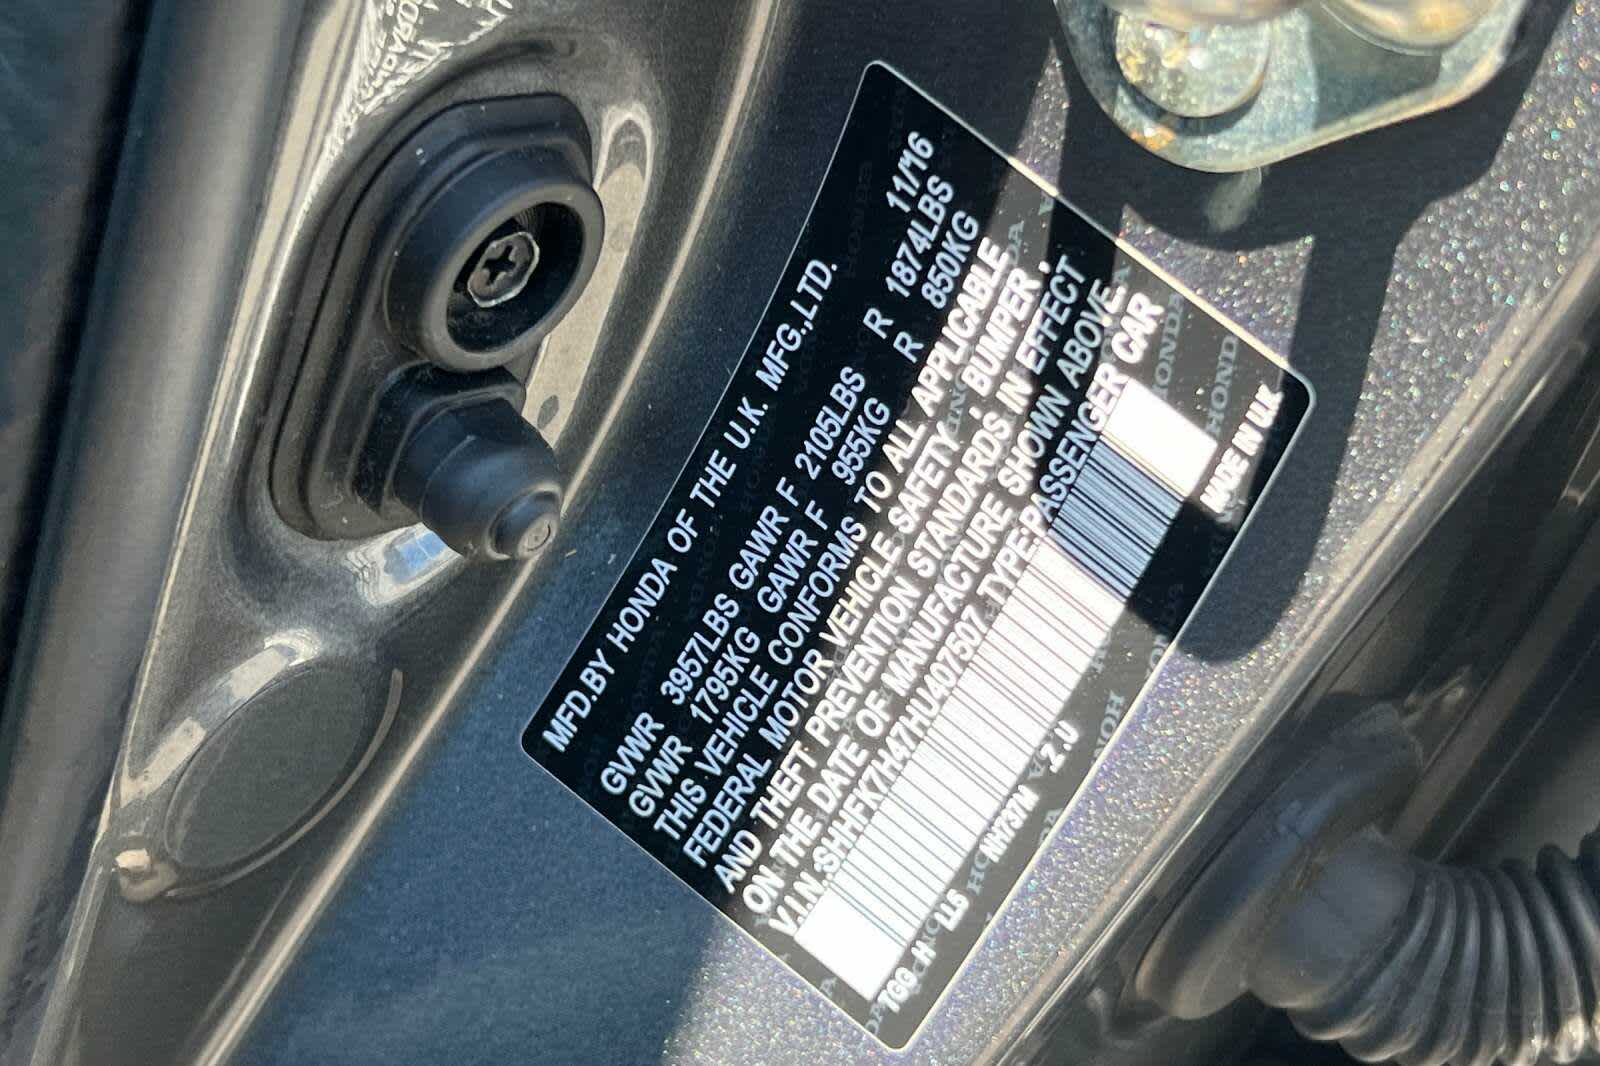 MFD.BY HONDA OF THE U.K. MFG.,LTD. 11/16
GVWR 3957LBS GAWR F 2105LBS R 1874LBS
GVWR 1795KG GAWR F 955KG R 850KG
THIS VEHICLE CONFORMS TO ALL APPLICABLE
FEDERAL MOTOR VEHICLE SAFETY , BUMPER ,
AND THEFT PREVENTION STANDARDS IN EFFECT
ON THE DATE OF MANUFACTURE SHOWN ABOVE.
V.I.N.:SHHFK7H47HU407507 TYPE:PASSENGER CAR
TGG H LLS NH797M 2.0 MADE IN U.K